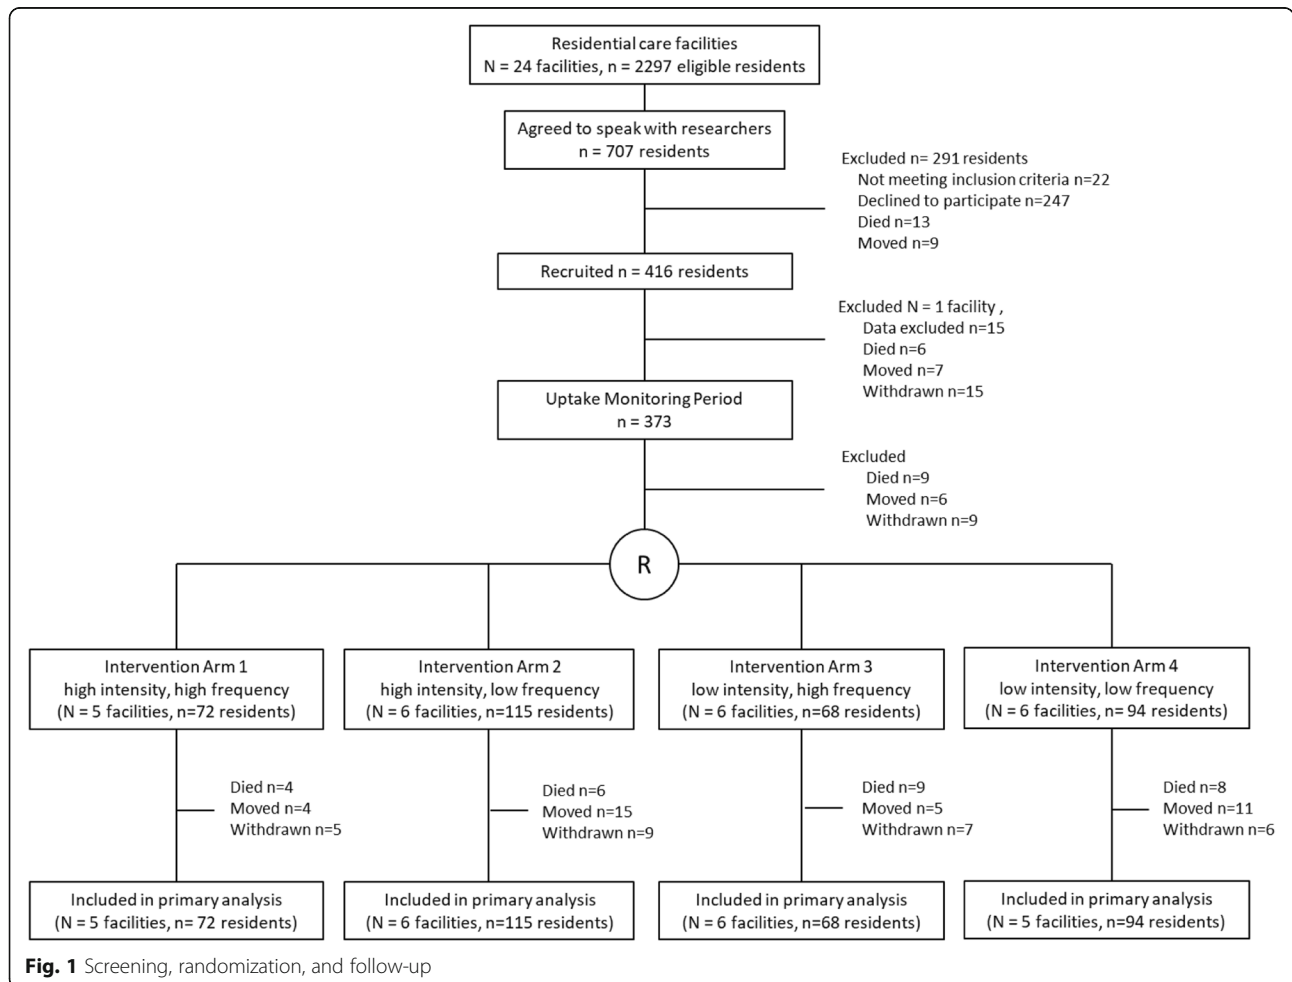 Residential care facilities
N = 24 facilities, n = 2297 eligible residents
Agreed to speak with researchers
n = 707 residents
Excluded n= 291 residents
Not meeting inclusion criteria n=22
Declined to participate n=247
Died n=13
Moved n=9
Recruited n = 416 residents
Excluded N = 1 facility ,
Data excluded n=15
Died n=6
Moved n=7
Withdrawn n=15
Uptake Monitoring Period
n = 373
Excluded
Died n=9
Moved n=6
Withdrawn n=9
R
Intervention Arm 1
high intensity, high frequency
(N = 5 facilities, n=72 residents)
Intervention Arm 2
high intensity, low frequency
(N = 6 facilities, n=115 residents)
Intervention Arm 3
low intensity, high frequency
(N = 6 facilities, n=68 residents)
Intervention Arm 4
low intensity, low frequency
(N = 6 facilities, n= 94 residents)
Died n=4
Moved n=4
Withdrawn n=5
Died n=6
Moved n=15
Withdrawn n=9
Died n=9
Moved n=5
Withdrawn n=7
Died n=8
Moved n=11
Withdrawn n=6
Included in primary analysis
(N = 5 facilities, n= 72 residents)
Included in primary analysis
(N = 6 facilities, n=115 residents)
Included in primary analysis
(N = 6 facilities, n=68 residents)
Included in primary analysis
(N = 5 facilities, n=94 residents)
Fig. 1 Screening, randomization, and follow-up